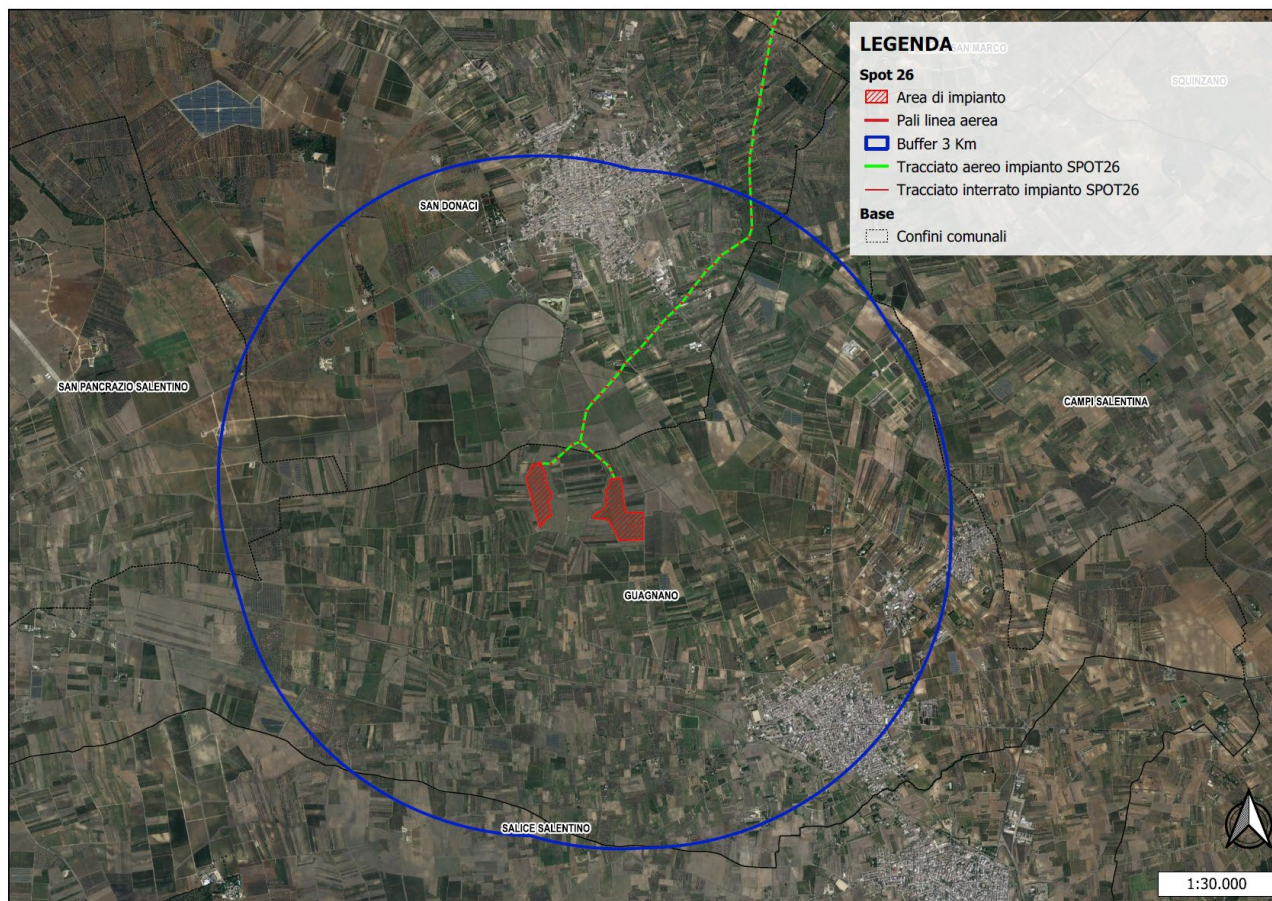 LEGENDA
SAN MARCO
SQUINZANO
Spot 26
Area di impianto
Pali linea aerea
Buffer 3 Km
Tracciato aereo impianto SPOT26
Tracciato interrato impianto SPOT26
Base
Confini comunali
SAN DONACI
SAN PANCRAZIO SALENTINO
CAMPI SALENTINA
GUAGNANO
SALICE SALENTINO
1:30.000